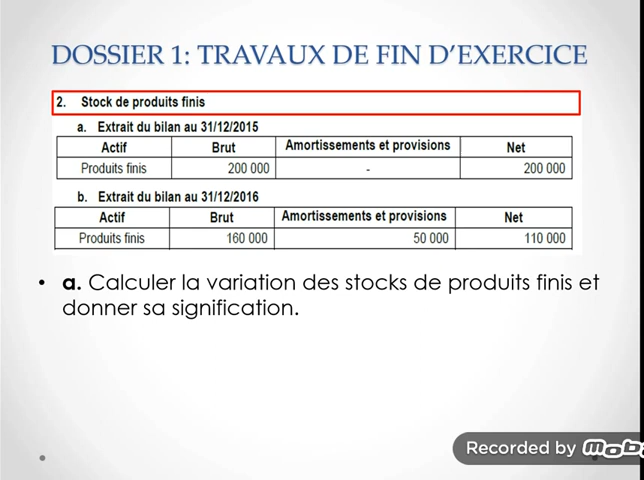 DOSSIER 1: TRAVAUX DE FIN D'EXERCICE
2. Stock de produits finis
a. Extrait du bilan au 31/12/2015
Actif Brut Amortissements et provisions Net
Produits finis 200 000 - 200 000
b. Extrait du bilan au 31/12/2016
Actif Brut Amortissements et provisions Net
Produits finis 160 000 50 000 110 000
• a. Calculer la variation des stocks de produits finis et
donner sa signification.
Recorded by